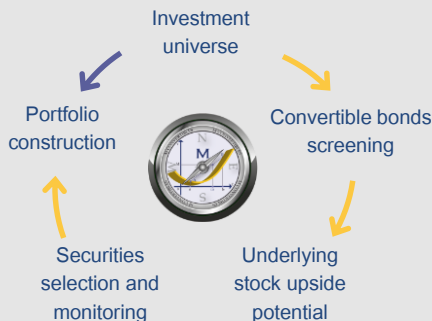 Investment
universe
Portfolio
construction
Convertible bonds
screening
N
M
E
S
Securities
selection and
monitoring
Underlying
stock upside
potential